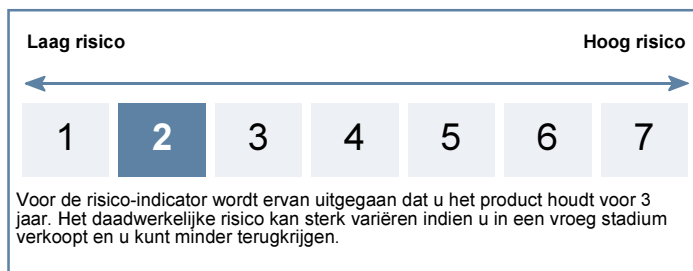 Laag risico Hoog risico
1 2 3 4 5 6 7
Voor de risico-indicator wordt ervan uitgegaan dat u het product houdt voor 3
jaar. Het daadwerkelijke risico kan sterk variëren indien u in een vroeg stadium
verkoopt en u kunt minder terugkrijgen.